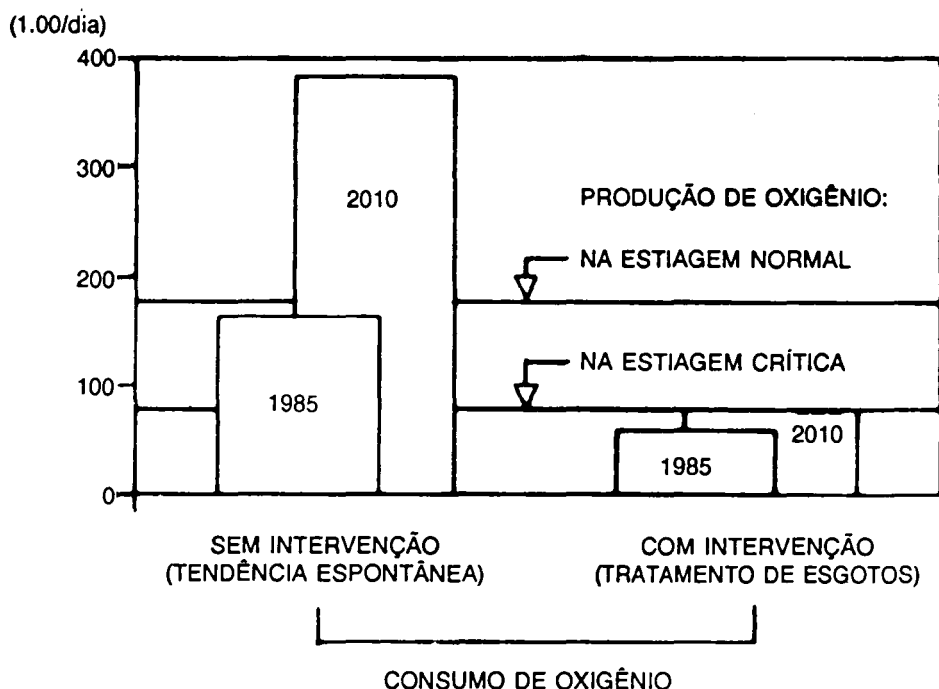 (1.00/dia)
400
300
200
100
0
2010
1985
PRODUÇÃO DE OXIGÊNIO:
NA ESTIAGEM NORMAL
NA ESTIAGEM CRÍTICA
2010
1985
SEM INTERVENÇÃO
(TENDÊNCIA ESPONTÂNEA)
COM INTERVENÇÃO
(TRATAMENTO DE ESGOTOS)
CONSUMO DE OXIGÊNIO